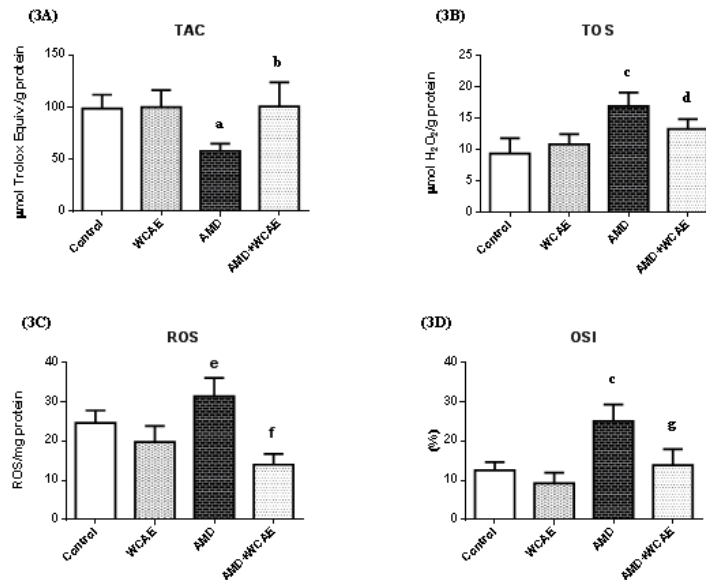 (3A)
TAC
µmol Trolox Equiv./g protein
150
100
50
0
a
b
Control
WCAE
AMD
AMD+WCAE
(3B)
TOS
µmol H₂O₂/g protein
25
20
15
10
5
0
c
d
Control
WCAE
AMD
AMD+WCAE
(3C)
ROS
ROS/mg protein
40
30
20
10
0
e
f
Control
WCAE
AMD
AMD+WCAE
(3D)
OSI
(%)
40
30
20
10
0
c
g
Control
WCAE
AMD
AMD+WCAE